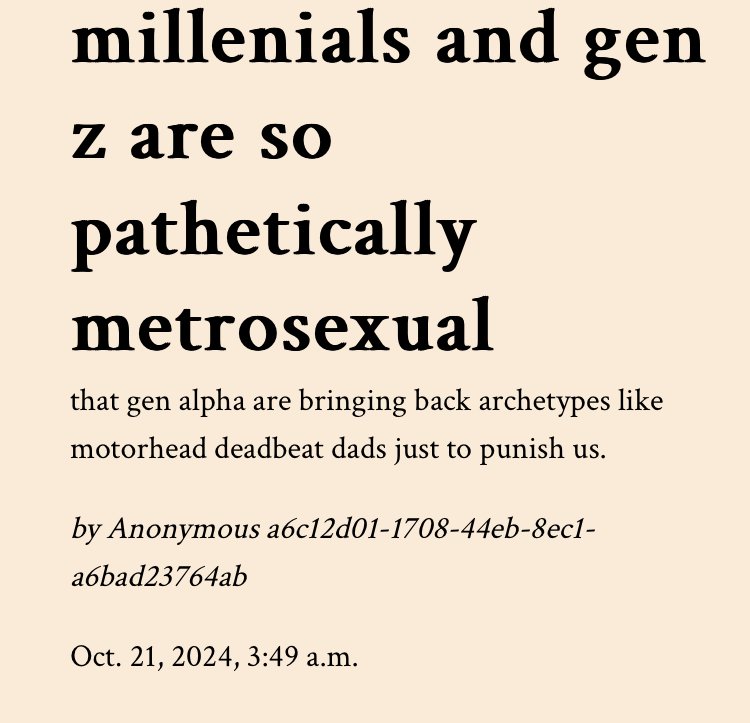 millenials and gen
z are so
pathetically
metrosexual
that gen alpha are bringing back archetypes like
motorhead deadbeat dads just to punish us.
by Anonymous a6c12d01-1708-44eb-8ec1-
a6bad23764ab
Oct. 21, 2024, 3:49 a.m.